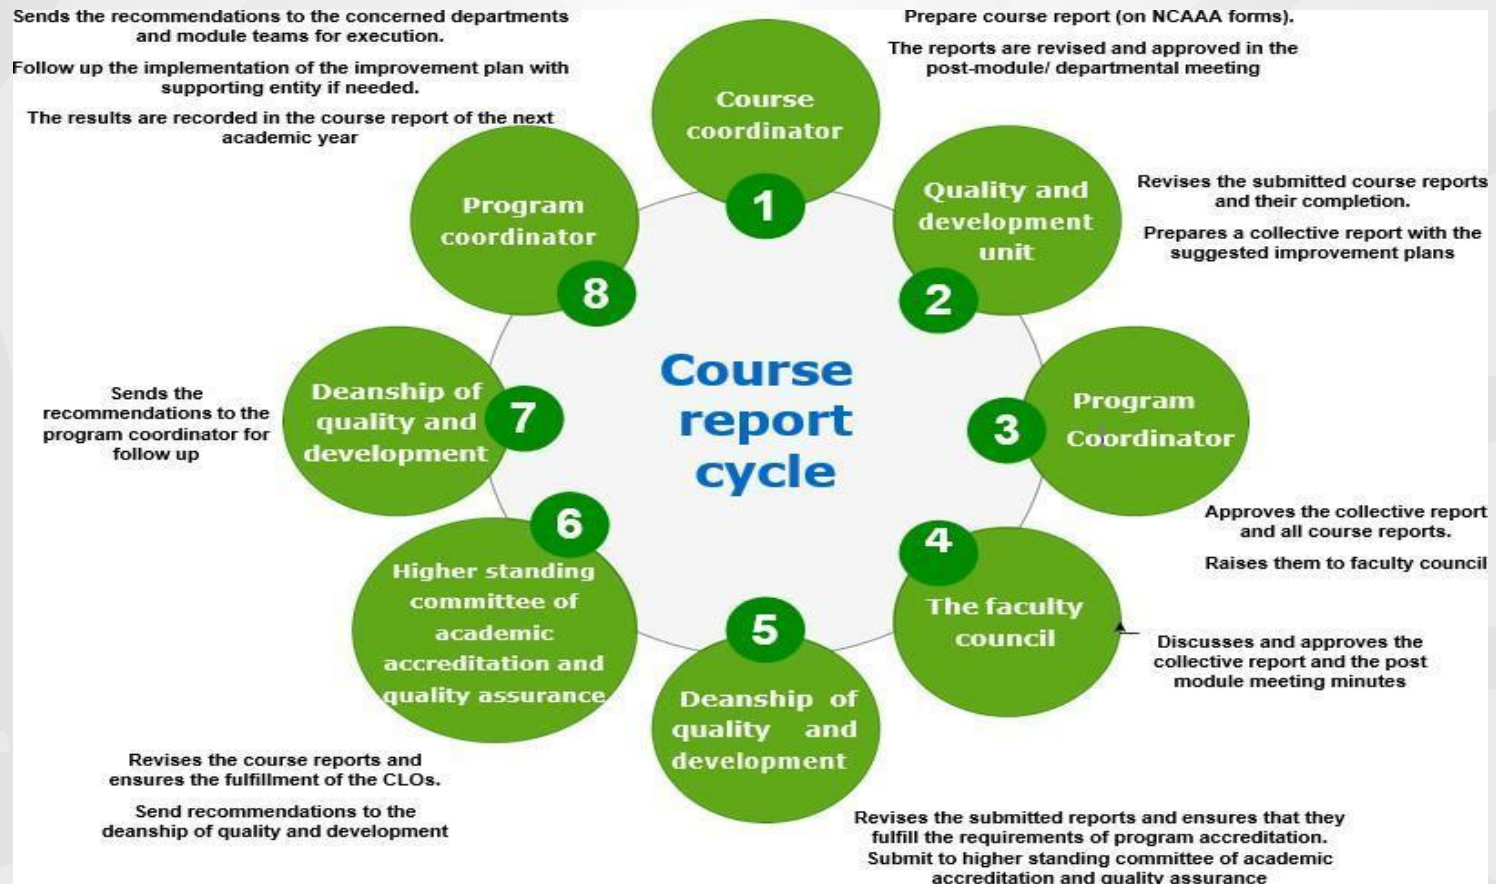 Course
report
cycle
Course
coordinator
1
Prepare course report (on NCAAA forms).
The reports are revised and approved in the
post-module/ departmental meeting
Quality and
development
unit
2
Revises the submitted course reports
and their completion.
Prepares a collective report with the
suggested improvement plans
Program
Coordinator
3
Approves the collective report
and all course reports.
Raises them to faculty council
4
The faculty
council
Discusses and approves the
collective report and the post
module meeting minutes
5
Deanship of
quality and
development
Revises the submitted reports and ensures that they
fulfill the requirements of program accreditation.
Submit to higher standing committee of academic
accreditation and quality assurance
6
Higher standing
committee of
academic
accreditation and
quality assurance
Revises the course reports and
ensures the fulfillment of the CLOs.
Send recommendations to the
deanship of quality and development
Deanship of
quality and
development
7
Sends the
recommendations to the
program coordinator for
follow up
Program
coordinator
8
Sends the recommendations to the concerned departments
and module teams for execution.
Follow up the implementation of the improvement plan with
supporting entity if needed.
The results are recorded in the course report of the next
academic year